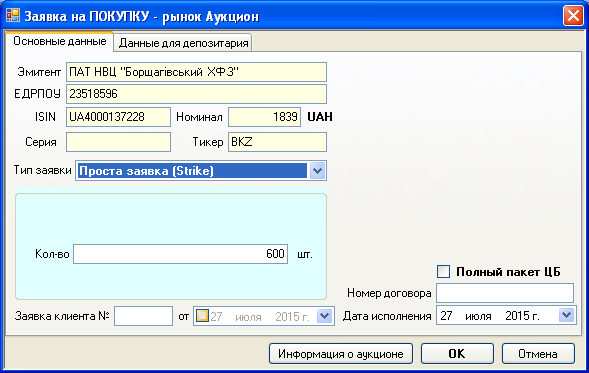 Заявка на ПОКУПКУ - рынок Аукцион
Основные данные Данные для депозитария
Эмитент ПАТ НВЦ "Борщагівський ХФЗ"
ЕДРПОУ 23518596
ISIN UA4000137228 Номинал 1839 UAH
Серия Тикер BKZ
Тип заявки Проста заявка (Strike)
Кол-во 600 шт.
Полный пакет ЦБ
Номер договора
Заявка клиента № от 27 июля 2015 г. Дата исполнения 27 июля 2015 г.
Информация о аукционе OK Отмена